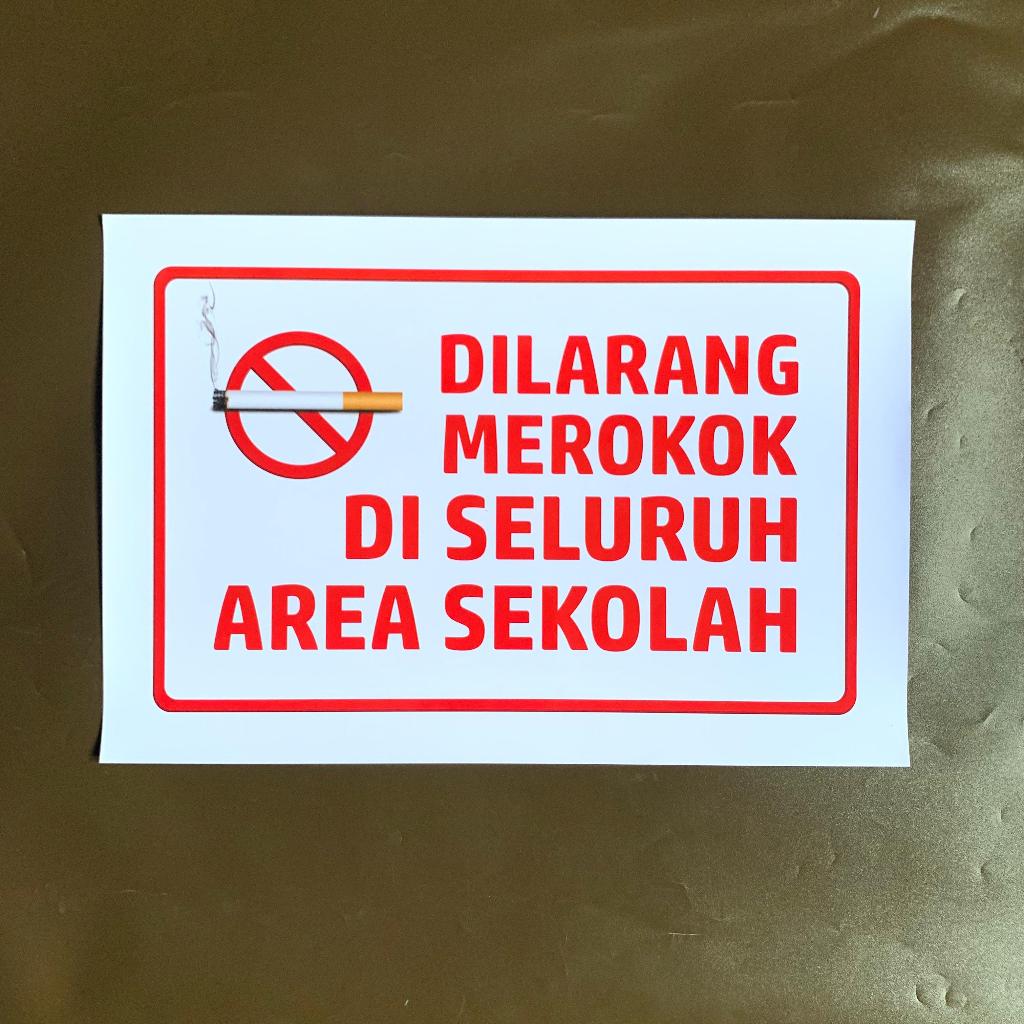 DILARANG
MEROKOK
DI SELURUH
AREA SEKOLAH